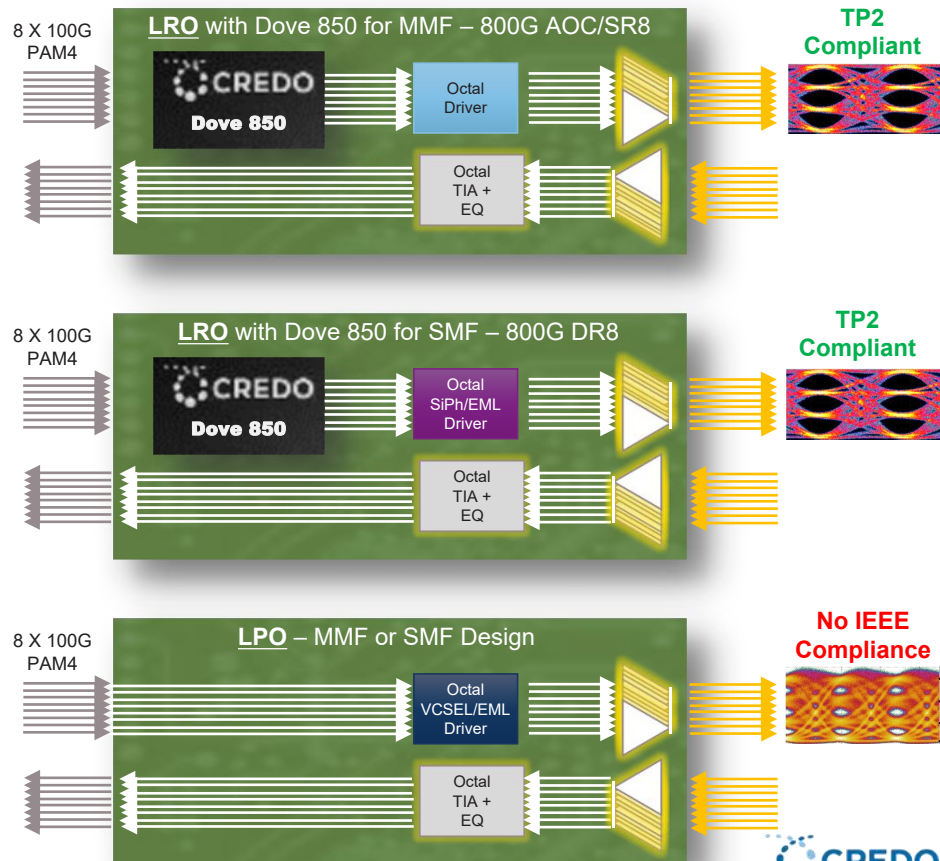 LRO with Dove 850 for MMF – 800G AOC/SR8
8 X 100G
PAM4
TP2
Compliant
CREDO
Dove 850
Octal
Driver
Octal
TIA +
EQ
LRO with Dove 850 for SMF – 800G DR8
8 X 100G
PAM4
TP2
Compliant
CREDO
Dove 850
Octal
SiPh/EML
Driver
Octal
TIA +
EQ
LPO – MMF or SMF Design
8 X 100G
PAM4
No IEEE
Compliance
Octal
VCSEL/EML
Driver
Octal
TIA +
EQ
CREDO